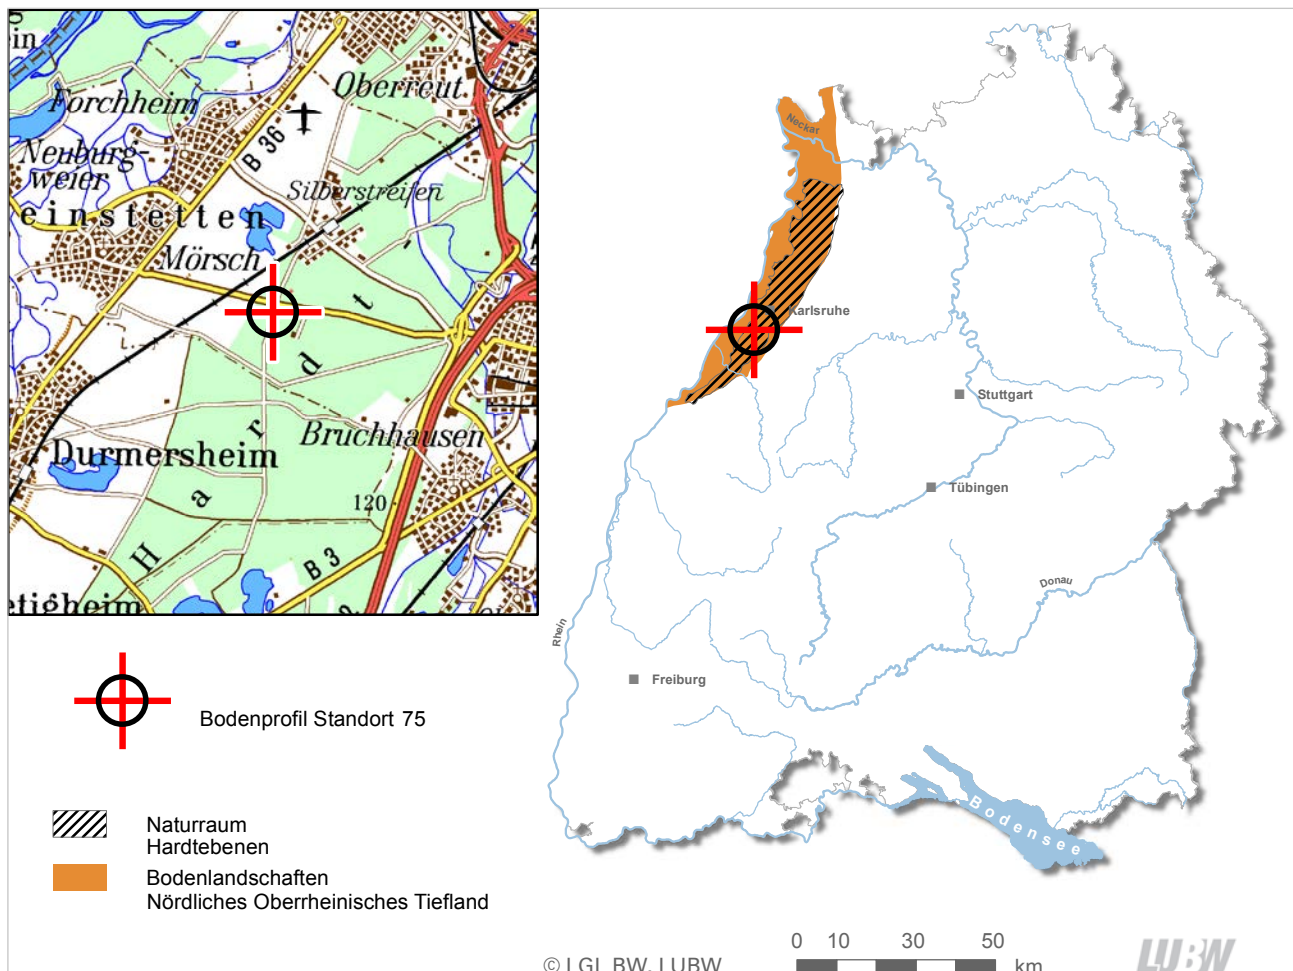 ein
Forchheim
Oberreut
B 36
Neuburg-
weier
Silberstreifen
einstetten
Mörsch
Hardt
Durmersheim
Bruchhausen
120
B 3
etigheim
Neckar
Karlsruhe
Stuttgart
Tübingen
Donau
Rhein
Freiburg
Bodensee
Bodenprofil Standort 75
Naturraum
Hardtebenen
Bodenlandschaften
Nördliches Oberrheinisches Tiefland
0 10 30 50
km
© LGL BW, LUBW
LUBW